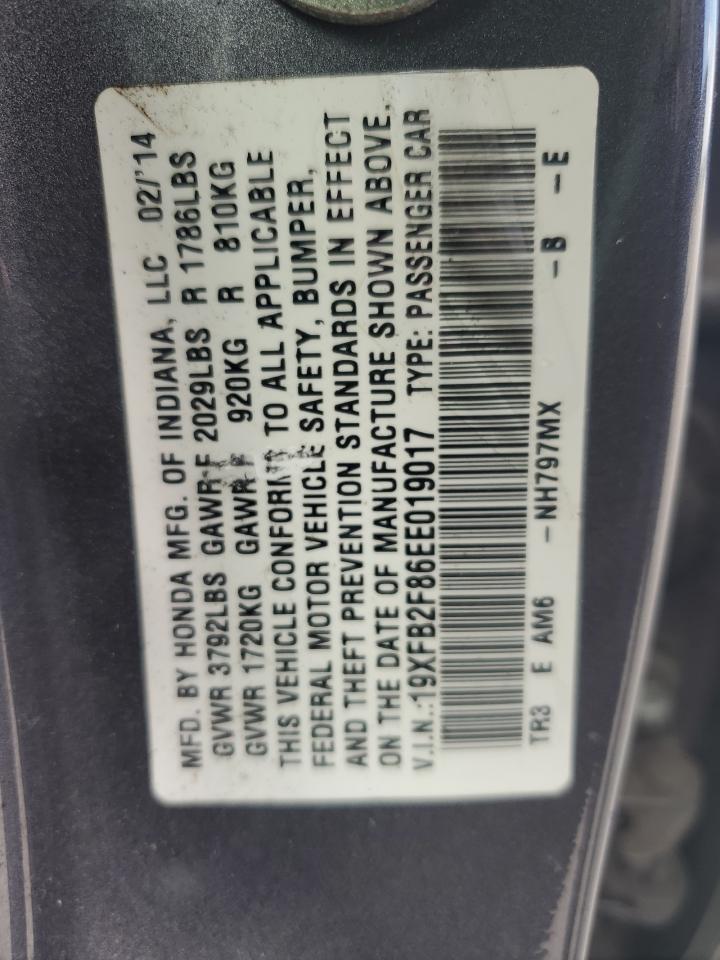 MFD. BY HONDA MFG. OF INDIANA, LLC 02/'14
GVWR 3792LBS GAWR F 2029LBS R 1786LBS
GVWR 1720KG GAWR F 920KG R 810KG
THIS VEHICLE CONFORMS TO ALL APPLICABLE
FEDERAL MOTOR VEHICLE SAFETY, BUMPER,
AND THEFT PREVENTION STANDARDS IN EFFECT
ON THE DATE OF MANUFACTURE SHOWN ABOVE.
V.I.N.:19XFB2F86EE019017 TYPE: PASSENGER CAR
TR3 E AM6 -NH797MX -B -E